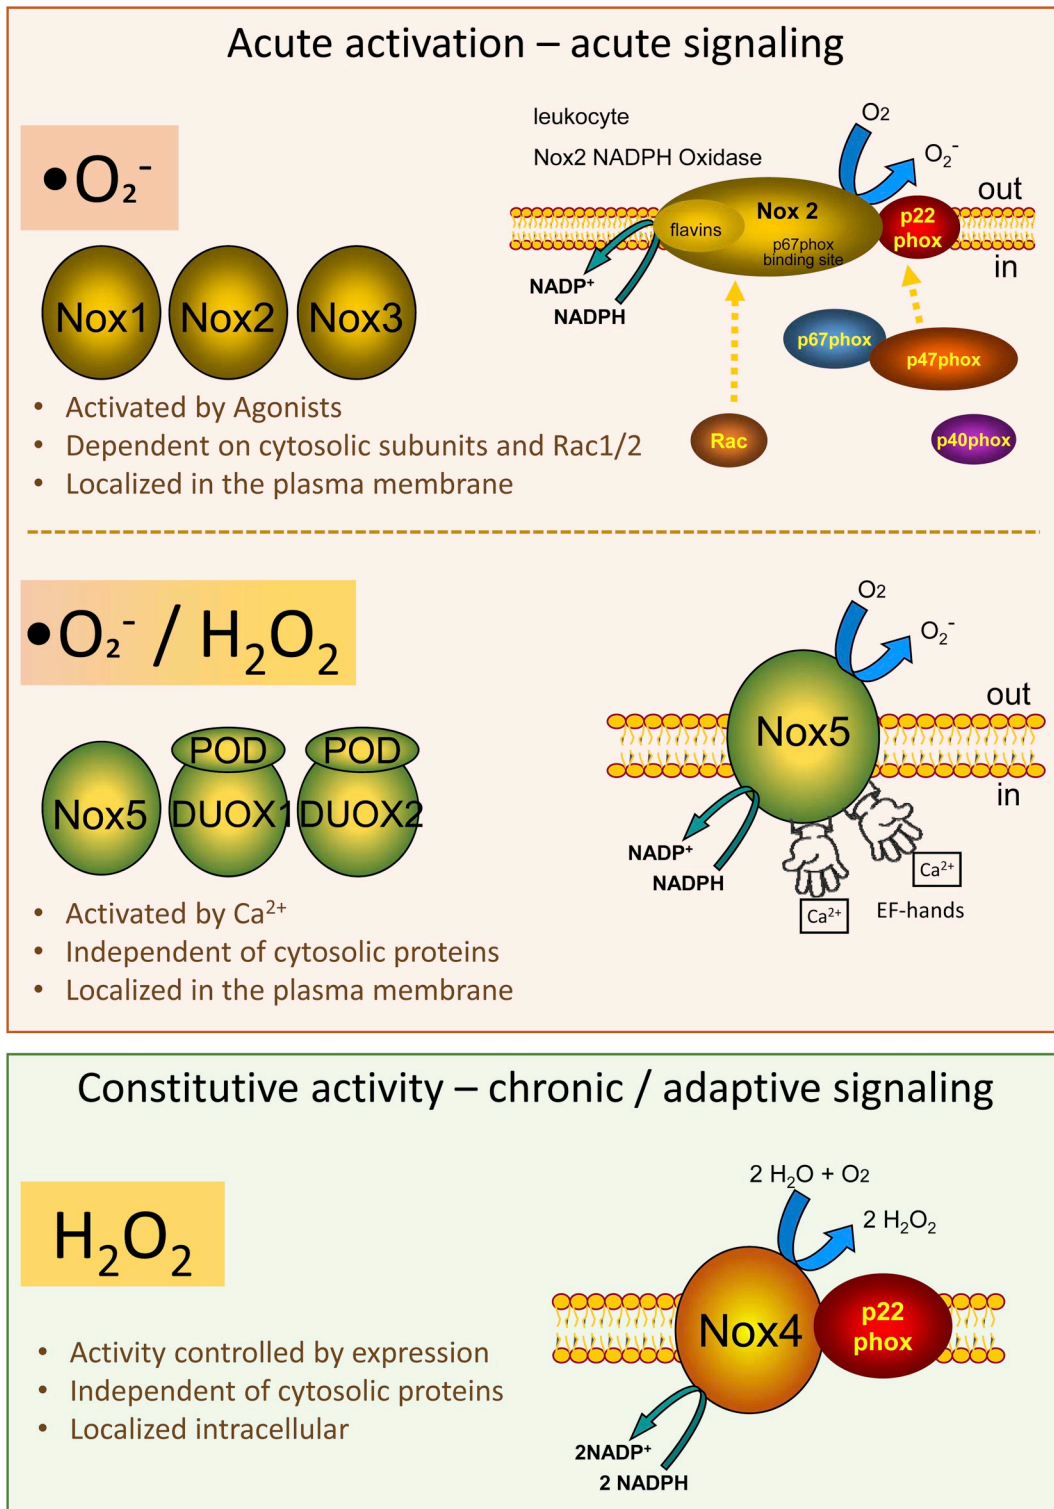 Acute activation – acute signaling
•O₂⁻
leukocyte
Nox2 NADPH Oxidase
O2
O₂⁻
out
in
Nox 2
flavins
p67phox
binding site
p22
phox
NADP⁺
NADPH
p67phox
p47phox
Rac
p40phox
Nox1
Nox2
Nox3
• Activated by Agonists
• Dependent on cytosolic subunits and Rac1/2
• Localized in the plasma membrane
•O₂⁻ / H₂O₂
O2
O₂⁻
out
in
Nox5
NADP⁺
NADPH
Ca²⁺
Ca²⁺
EF-hands
Nox5
POD
DUOX1
POD
DUOX2
• Activated by Ca²⁺
• Independent of cytosolic proteins
• Localized in the plasma membrane
Constitutive activity – chronic / adaptive signaling
H₂O₂
2 H₂O + O2
2 H₂O₂
Nox4
p22
phox
2NADP⁺
2 NADPH
• Activity controlled by expression
• Independent of cytosolic proteins
• Localized intracellular